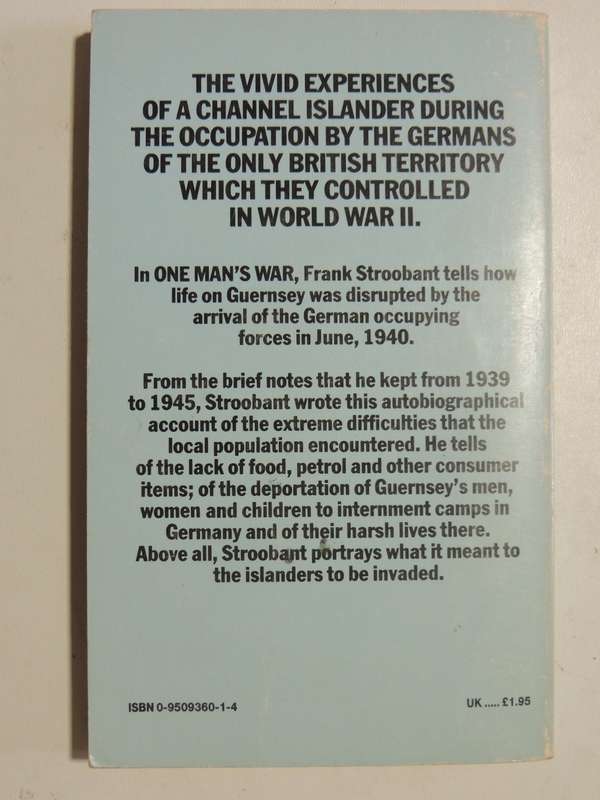 THE VIVID EXPERIENCES
OF A CHANNEL ISLANDER DURING
THE OCCUPATION BY THE GERMANS
OF THE ONLY BRITISH TERRITORY
WHICH THEY CONTROLLED
IN WORLD WAR II.
In ONE MAN'S WAR, Frank Stroobant tells how
life on Guernsey was disrupted by the
arrival of the German occupying
forces in June, 1940.
From the brief notes that he kept from 1939
to 1945, Stroobant wrote this autobiographical
account of the extreme difficulties that the
local population encountered. He tells
of the lack of food, petrol and other consumer
items; of the deportation of Guernsey's men,
women and children to internment camps in
Germany and of their harsh lives there.
Above all, Stroobant portrays what it meant to
the islanders to be invaded.
ISBN 0-9509360-1-4
UK ..... £1.95